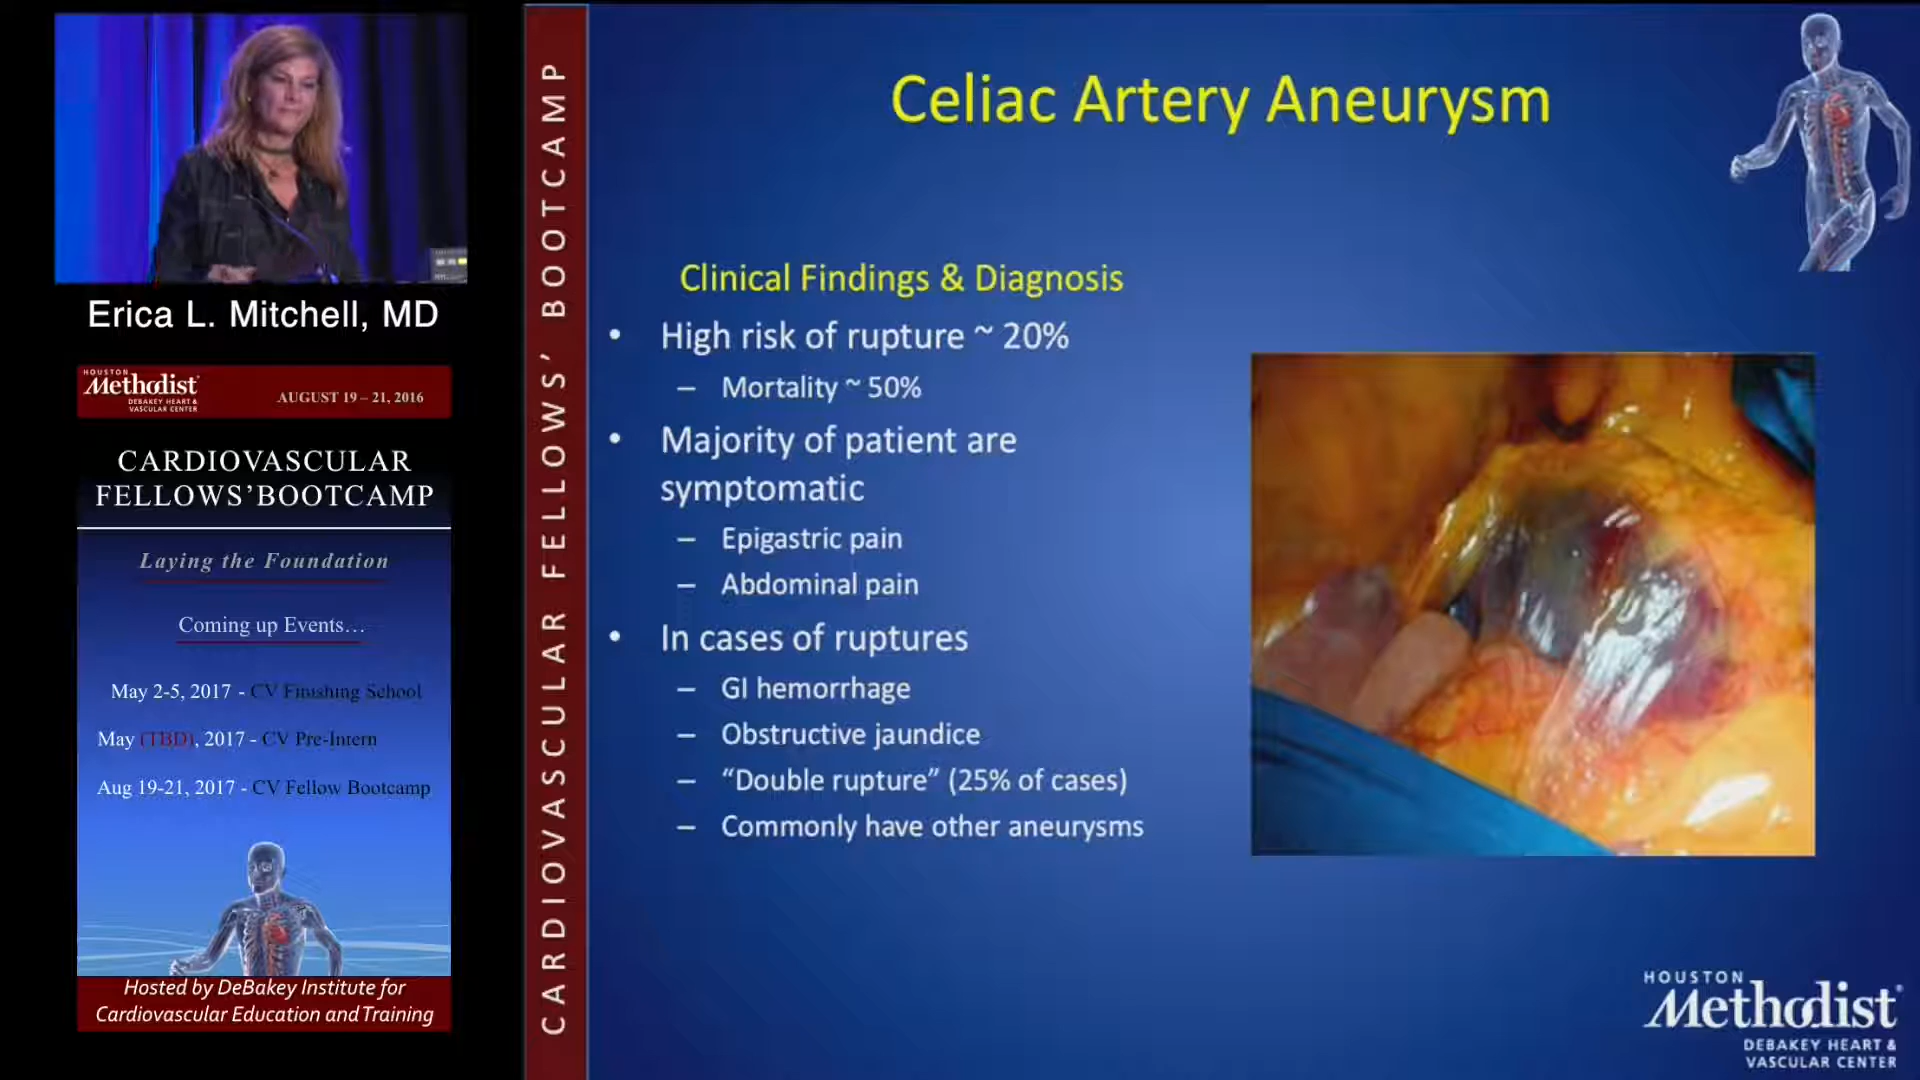 Erica L. Mitchell, MD
HOUSTON
Methodist
DEBAKEY HEART &
VASCULAR CENTER
AUGUST 19 – 21, 2016
CARDIOVASCULAR
FELLOWS’BOOTCAMP
Laying the Foundation
Coming up Events…
May 2-5, 2017 - CV Finishing School
May (TBD), 2017 - CV Pre-Intern
Aug 19-21, 2017 - CV Fellow Bootcamp
Hosted by DeBakey Institute for
Cardiovascular Education and Training
CARDIOVASCULAR FELLOWS’ BOOTCAMP
Celiac Artery Aneurysm
Clinical Findings & Diagnosis
• High risk of rupture ~ 20%
– Mortality ~ 50%
• Majority of patient are
symptomatic
– Epigastric pain
– Abdominal pain
• In cases of ruptures
– GI hemorrhage
– Obstructive jaundice
– “Double rupture” (25% of cases)
– Commonly have other aneurysms
HOUSTON
Methodist
DEBAKEY HEART &
VASCULAR CENTER